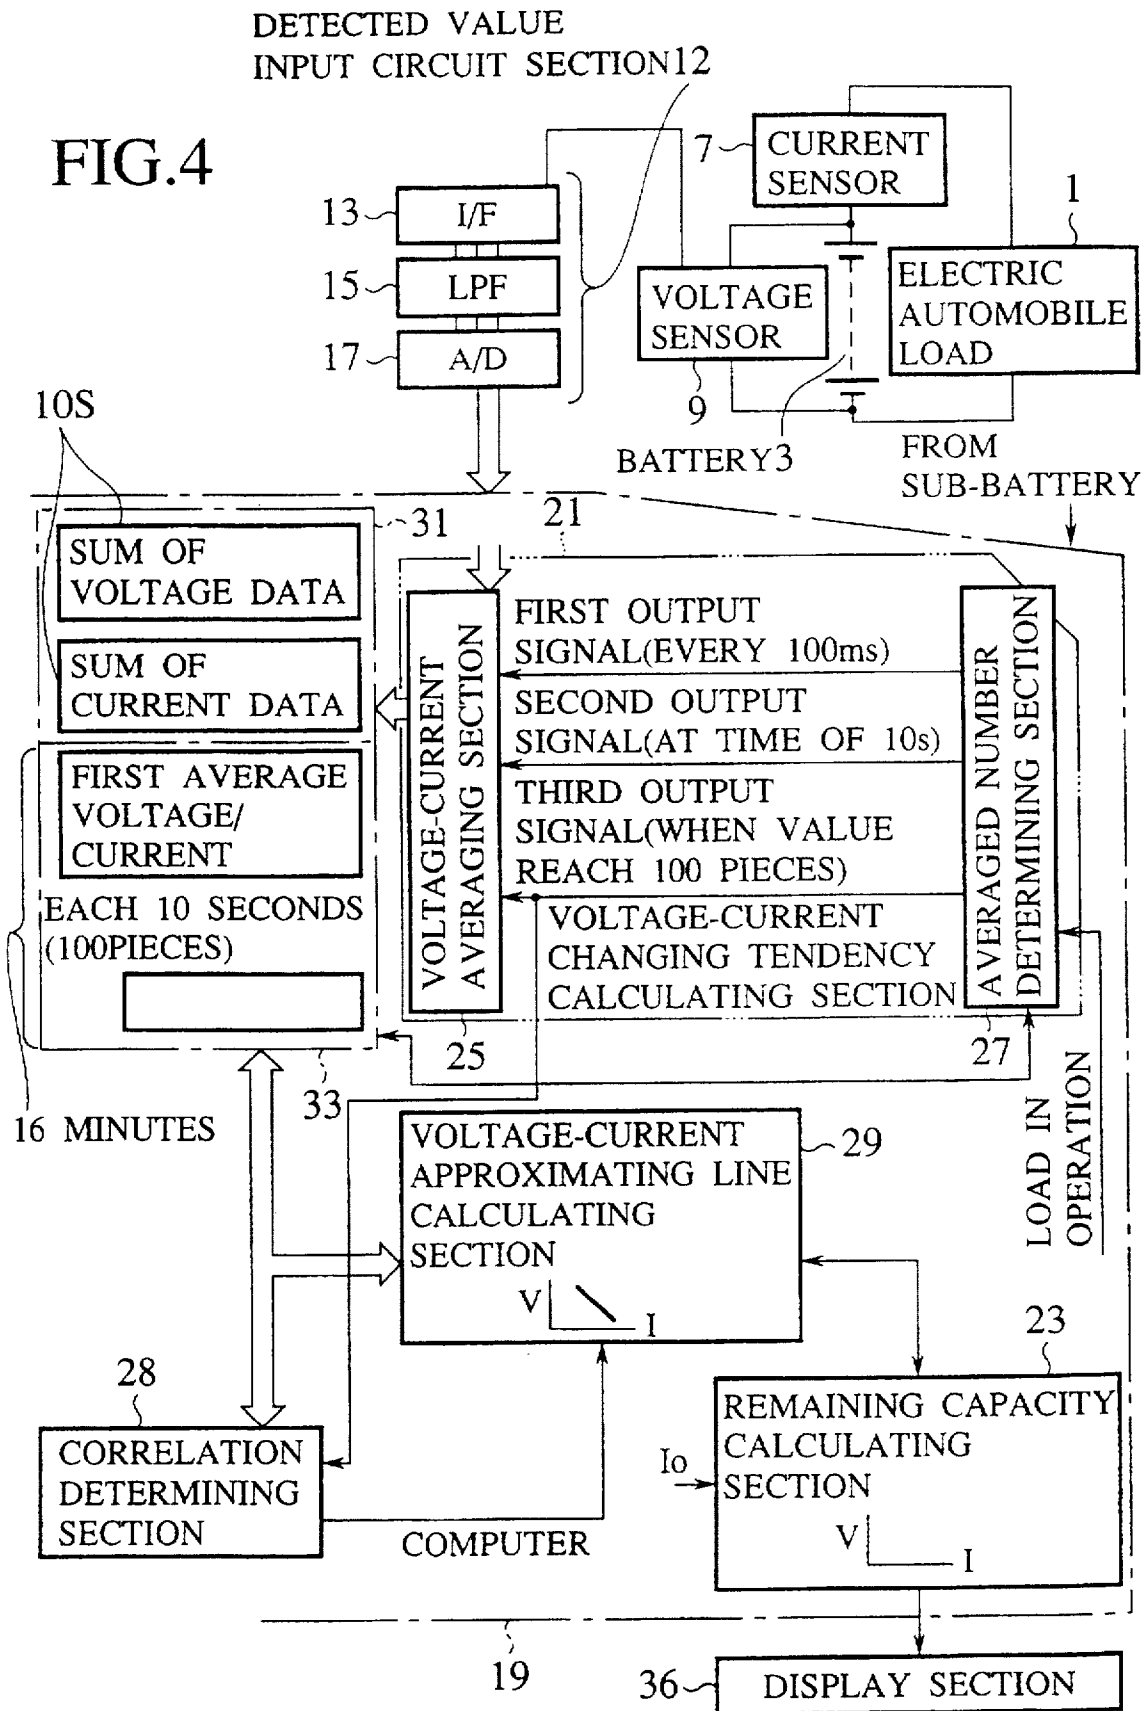 DETECTED VALUE
INPUT CIRCUIT SECTION12
FIG.4
7
CURRENT
SENSOR
1
13
I/F
15
LPF
17
A/D
VOLTAGE
SENSOR
9
ELECTRIC
AUTOMOBILE
LOAD
BATTERY3
FROM
SUB-BATTERY
10S
31
21
SUM OF
VOLTAGE DATA
SUM OF
CURRENT DATA
FIRST AVERAGE
VOLTAGE/
CURRENT
EACH 10 SECONDS
(100PIECES)
16 MINUTES
33
VOLTAGE-CURRENT
AVERAGING SECTION
25
FIRST OUTPUT
SIGNAL(EVERY 100ms)
SECOND OUTPUT
SIGNAL(AT TIME OF 10s)
THIRD OUTPUT
SIGNAL(WHEN VALUE
REACH 100 PIECES)
VOLTAGE-CURRENT
CHANGING TENDENCY
CALCULATING SECTION
AVERAGED NUMBER
DETERMINING SECTION
27
LOAD IN
OPERATION
VOLTAGE-CURRENT
APPROXIMATING LINE
CALCULATING
SECTION
V
I
29
28
CORRELATION
DETERMINING
SECTION
COMPUTER
23
REMAINING CAPACITY
CALCULATING
SECTION
Io
V
I
19
36
DISPLAY SECTION